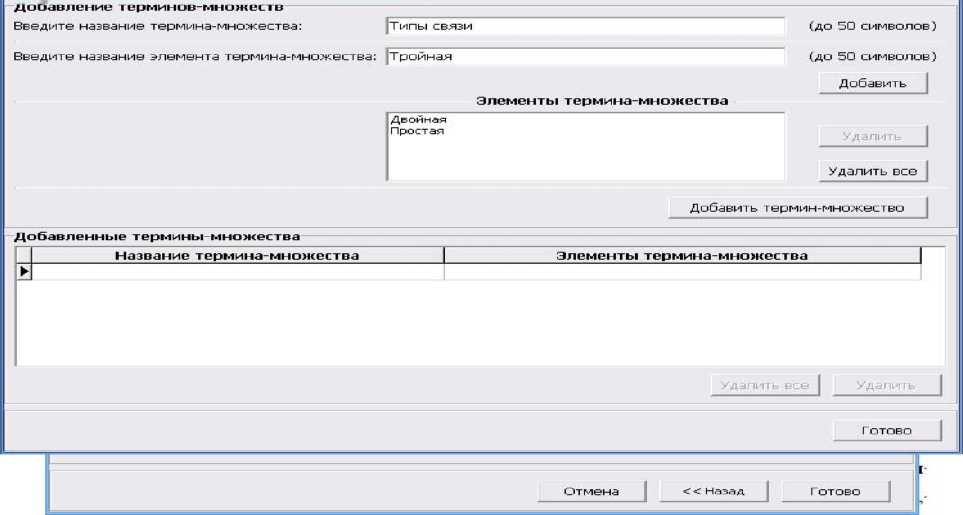 Добавление терминов-множеств
Введите название термина-множества: Типы связи (до 50 символов)
Введите название элемента термина-множества: Тройная (до 50 символов)
Добавить
Элементы термина-множества
Двойная
Простая
Удалить
Удалить все
Добавить термин-множество
Добавленные термины-множества
Название термина-множества Элементы термина-множества
Удалить все Удалить
Готово
Отмена << Назад Готово